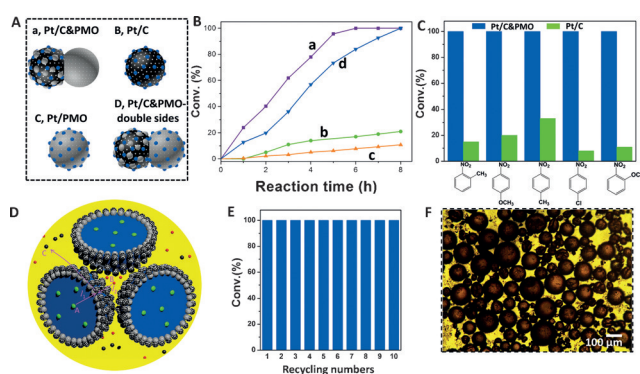 A
a, Pt/C&PMO
B, Pt/C
C, Pt/PMO
D, Pt/C&PMO-
double sides
B
Conv. (%)
100
80
60
40
20
0
a
d
b
c
0 2 4 6 8
Reaction time (h)
C
Pt/C&PMO
Pt/C
Conv. (%)
100
80
60
40
20
0
NO2
CH3
NO2
OCH3
NO2
CH3
NO2
Cl
NO2
D
C
A
E
Conv.(%)
100
80
60
40
20
0
1 2 3 4 5 6 7 8 9 10
Recycling numbers
F
100 μm